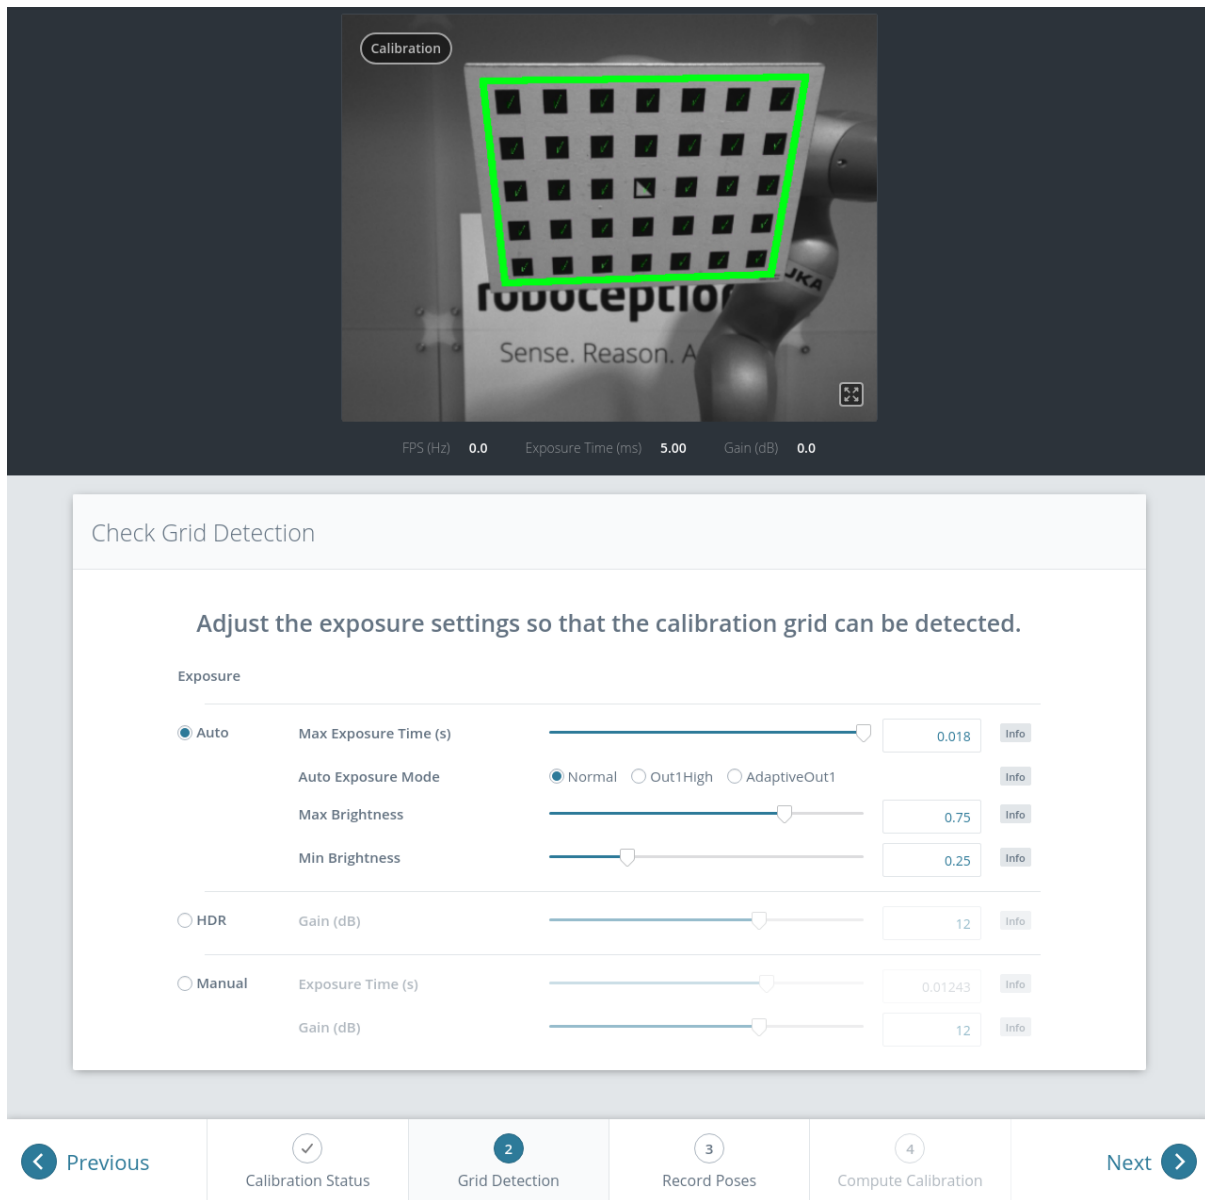 Calibration
roboception
Sense. Reason. A
FPS (Hz) 0.0 Exposure Time (ms) 5.00 Gain (dB) 0.0
Check Grid Detection
Adjust the exposure settings so that the calibration grid can be detected.
Exposure
Auto Max Exposure Time (s) 0.018 Info
Auto Exposure Mode Normal Out1High AdaptiveOut1 Info
Max Brightness 0.75 Info
Min Brightness 0.25 Info
HDR Gain (dB) 12 Info
Manual Exposure Time (s) 0.01243 Info
Gain (dB) 12 Info
Previous
2
3
4
Calibration Status Grid Detection Record Poses Compute Calibration
Next